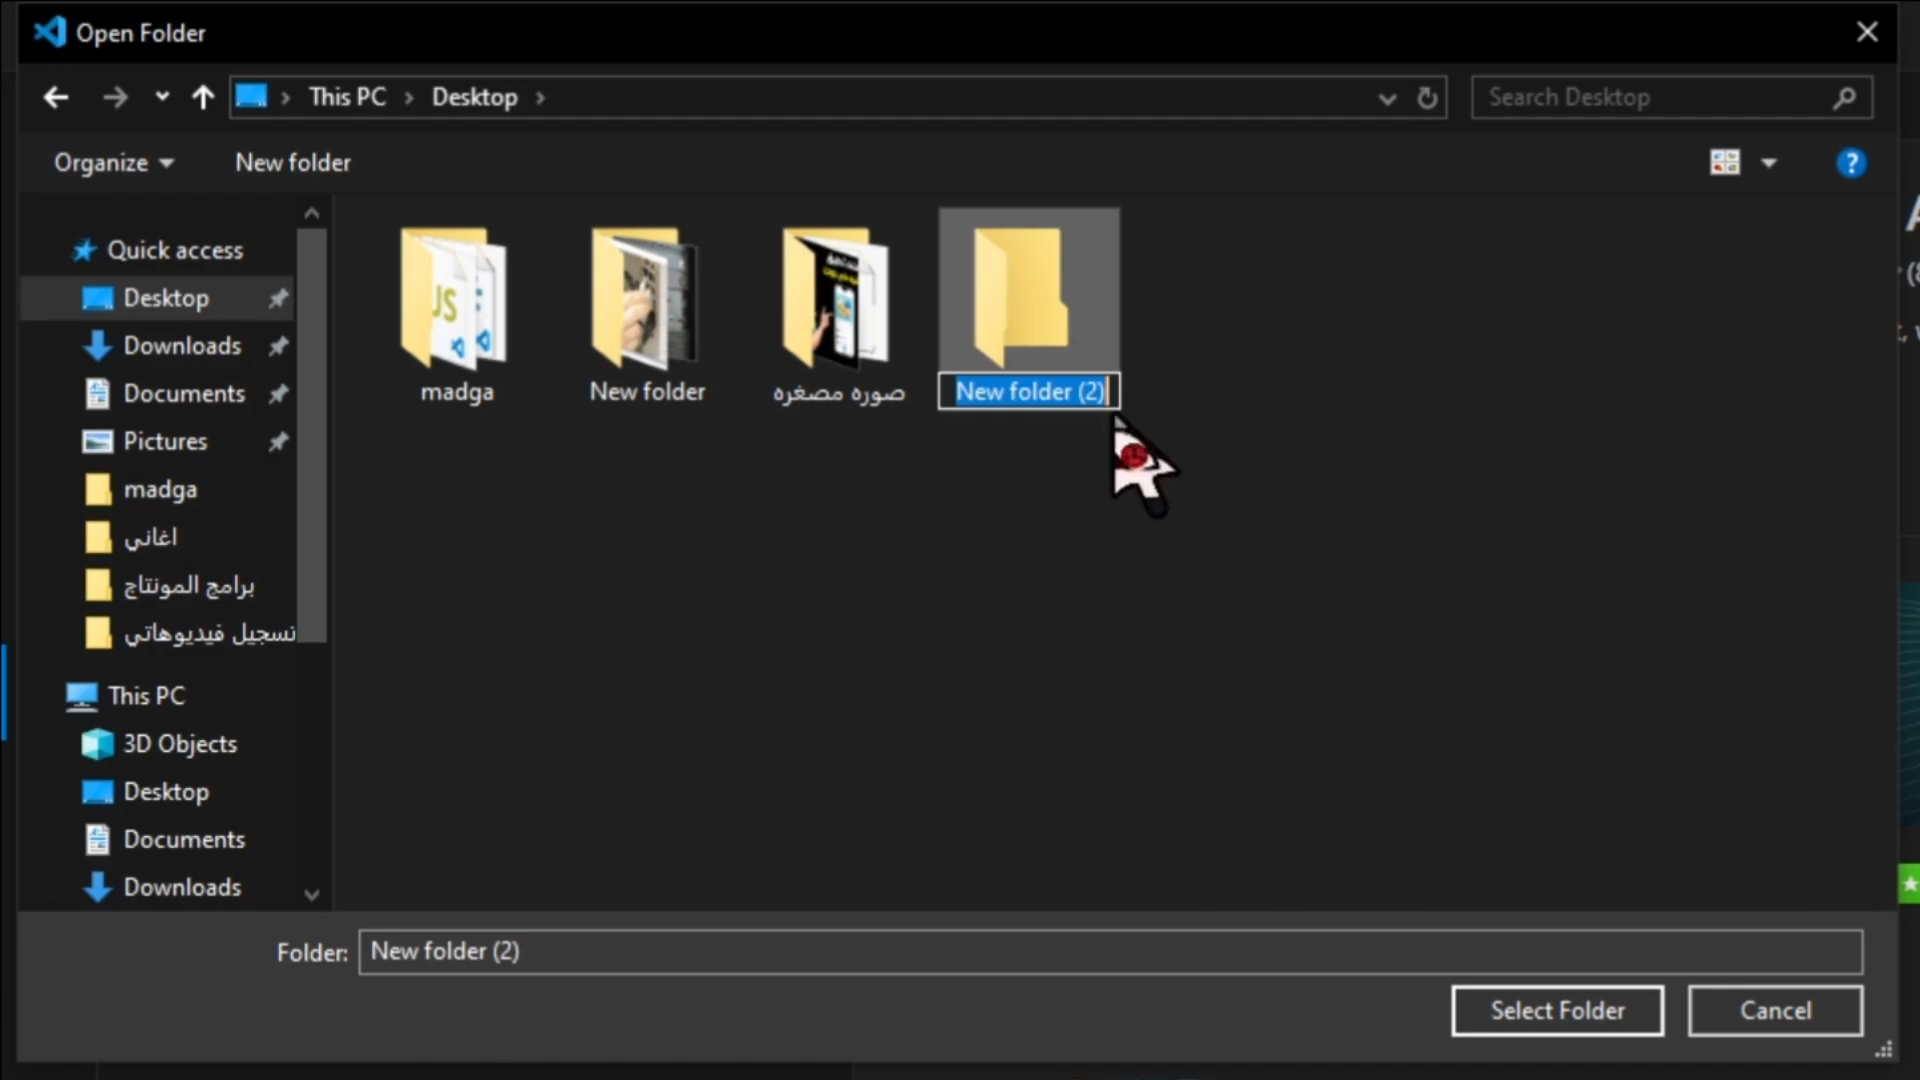 Open Folder
This PC
Desktop
Search Desktop
Organize
New folder
?
Quick access
Desktop
Downloads
Documents
Pictures
madga
اغاني
برامج المونتاج
تسجيل فيديوهاتي
This PC
3D Objects
Desktop
Documents
Downloads
JS
madga
New folder
صوره مصغره
New folder (2)
Folder:
New folder (2)
Select Folder
Cancel